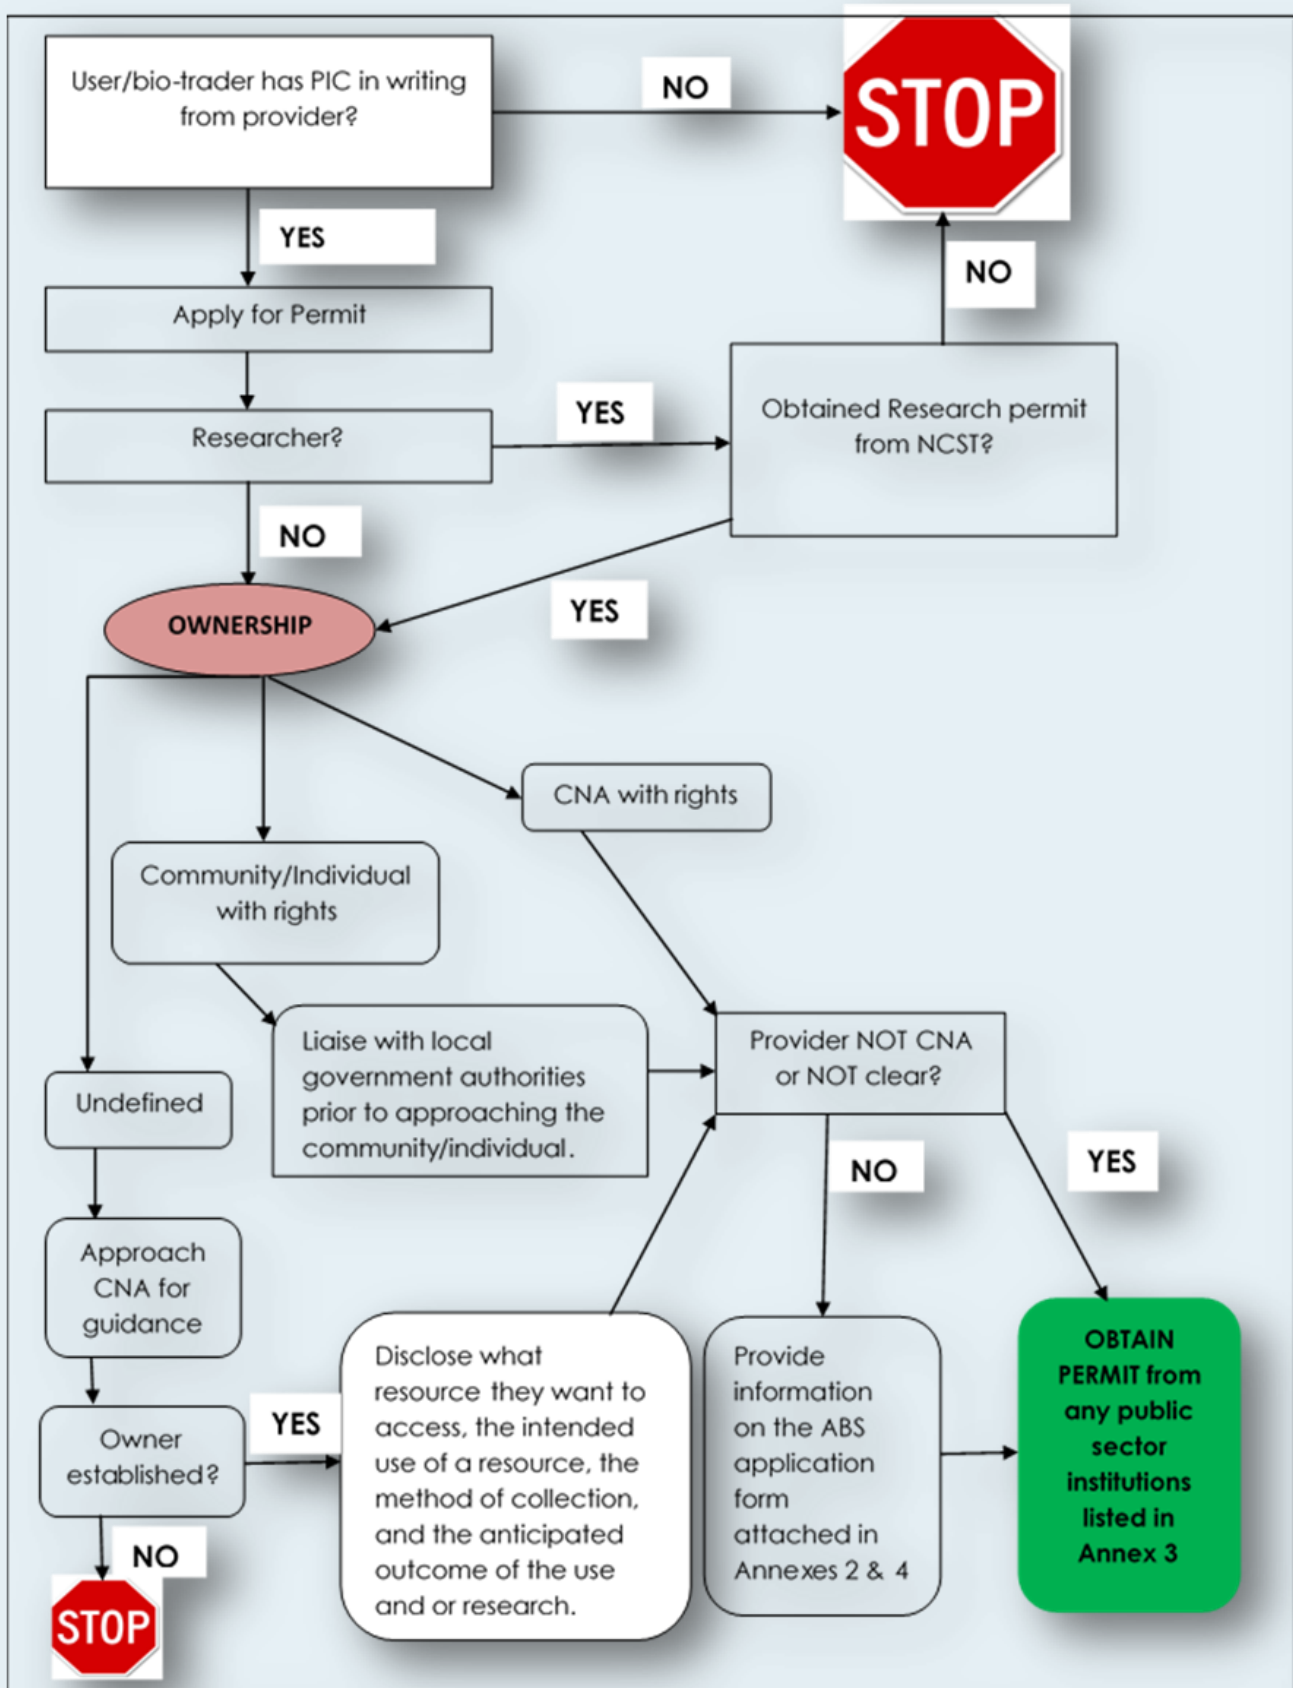 User/bio-trader has PIC in writing
from provider?
NO
STOP
YES
NO
Apply for Permit
Researcher?
YES
Obtained Research permit
from NCST?
NO
YES
OWNERSHIP
CNA with rights
Community/Individual
with rights
Liaise with local
government authorities
prior to approaching the
community/individual.
Provider NOT CNA
or NOT clear?
Undefined
NO
YES
Approach
CNA for
guidance
Owner
established?
YES
NO
STOP
Disclose what
resource they want to
access, the intended
use of a resource, the
method of collection,
and the anticipated
outcome of the use
and or research.
Provide
information
on the ABS
application
form
attached in
Annexes 2 & 4
OBTAIN
PERMIT from
any public
sector
institutions
listed in
Annex 3